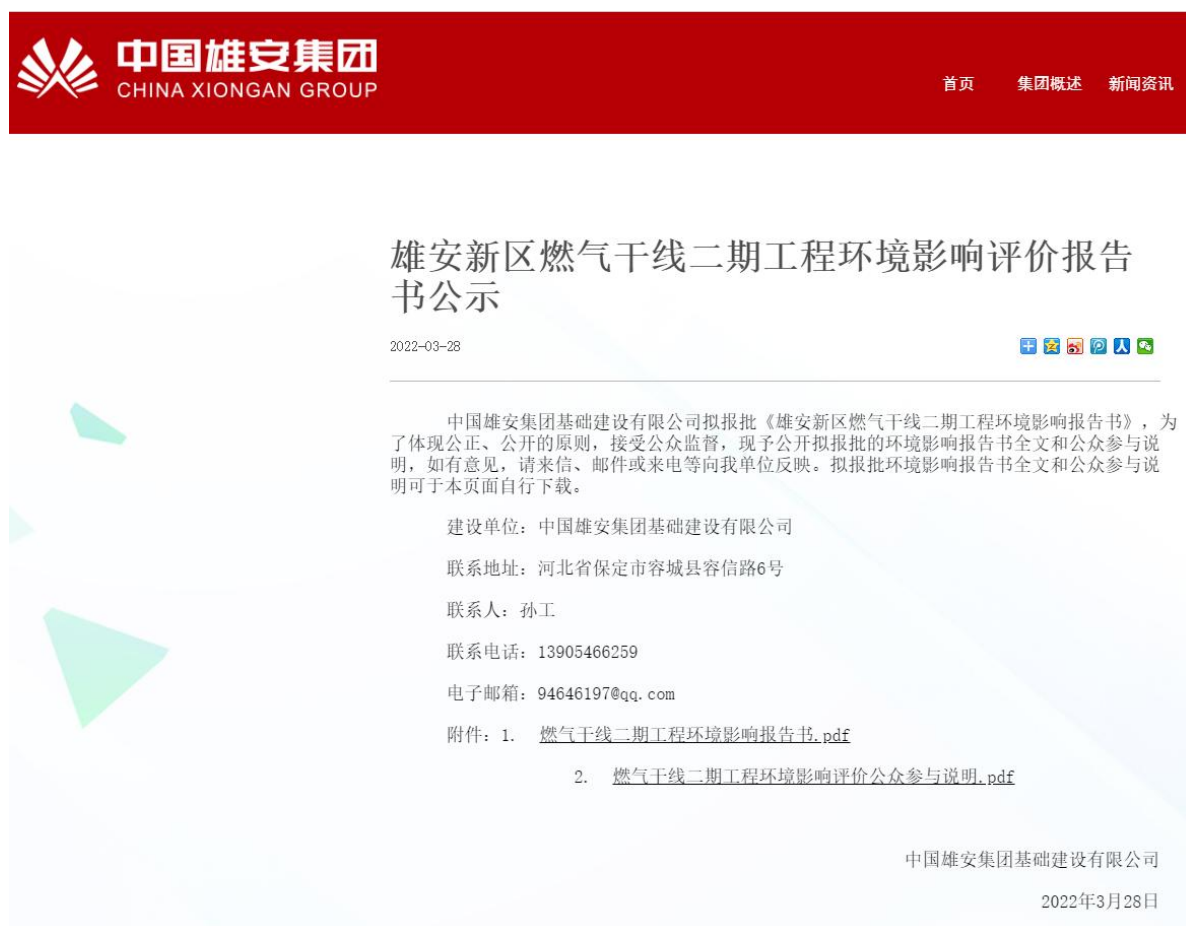 中国雄安集团
CHINA XIONGAN GROUP
首页 集团概述 新闻资讯
雄安新区燃气干线二期工程环境影响评价报告
书公示
2022-03-28
中国雄安集团基础建设有限公司拟报批《雄安新区燃气干线二期工程环境影响报告书》，为
了体现公正、公开的原则，接受公众监督，现予公开拟报批的环境影响报告书全文和公众参与说
明，如有意见，请来信、邮件或来电等向我单位反映。拟报批环境影响报告书全文和公众参与说
明可于本页面自行下载。
建设单位：中国雄安集团基础建设有限公司
联系地址：河北省保定市容城县容信路6号
联系人：孙工
联系电话：13905466259
电子邮箱：94646197@qq.com
附件：1. 燃气干线二期工程环境影响报告书.pdf
2. 燃气干线二期工程环境影响评价公众参与说明.pdf
中国雄安集团基础建设有限公司
2022年3月28日